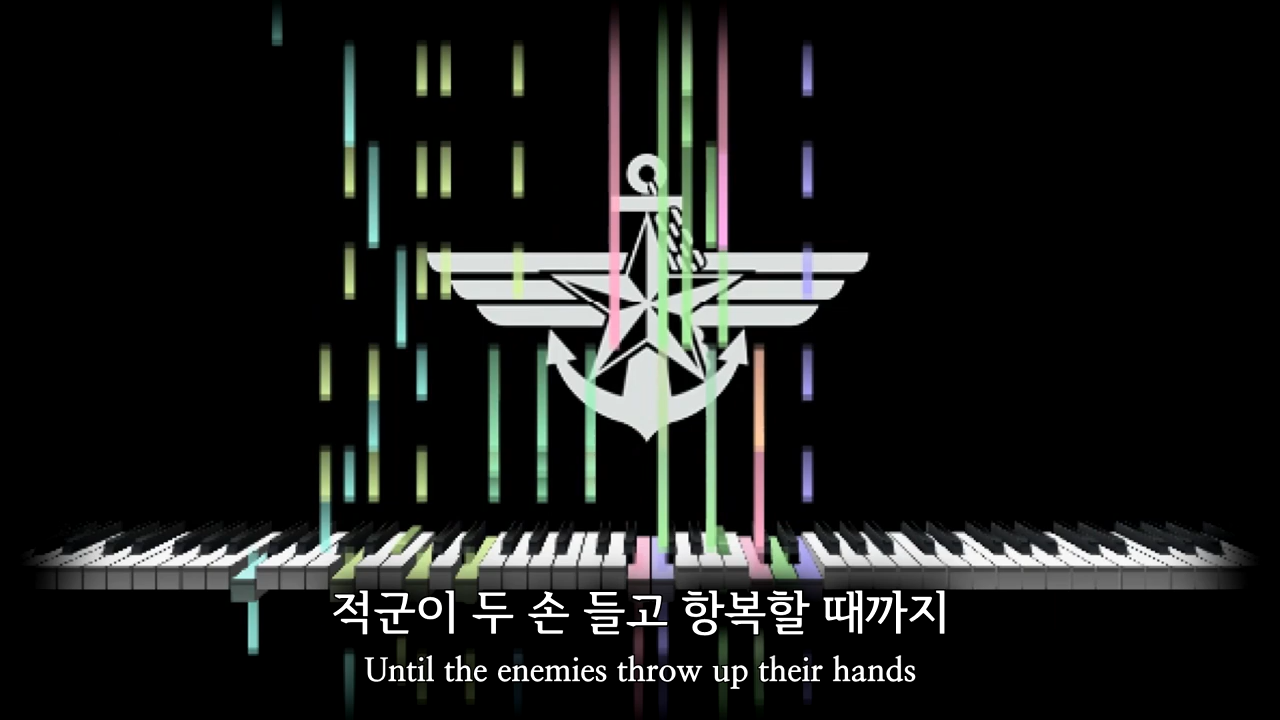 적군이 두 손 들고 항복할 때까지
Until the enemies throw up their hands